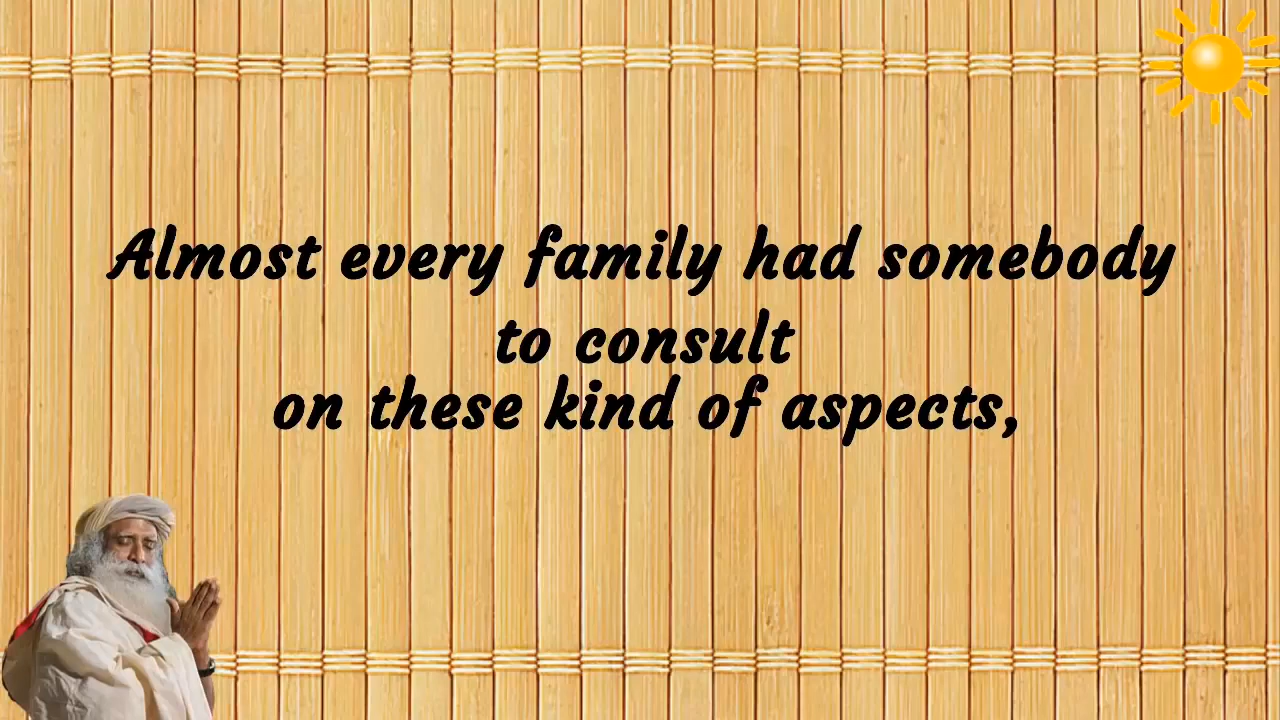 Almost every family had somebody
to consult
on these kind of aspects,